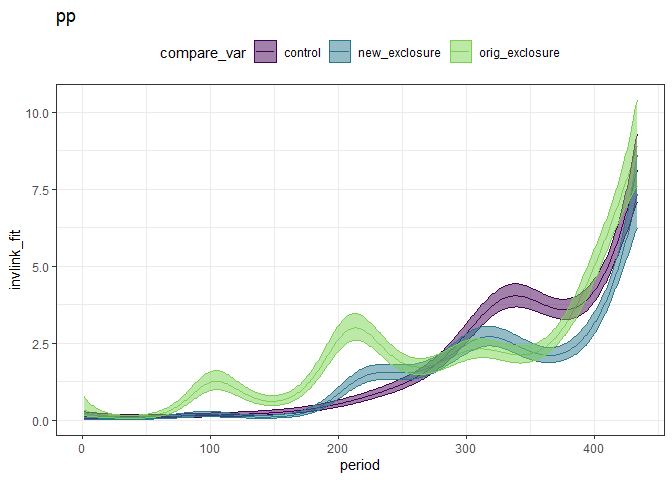 pp
compare_var control new_exclosure orig_exclosure
10.0
7.5
5.0
2.5
0.0
invlink_fit
0 100 200 300 400
period